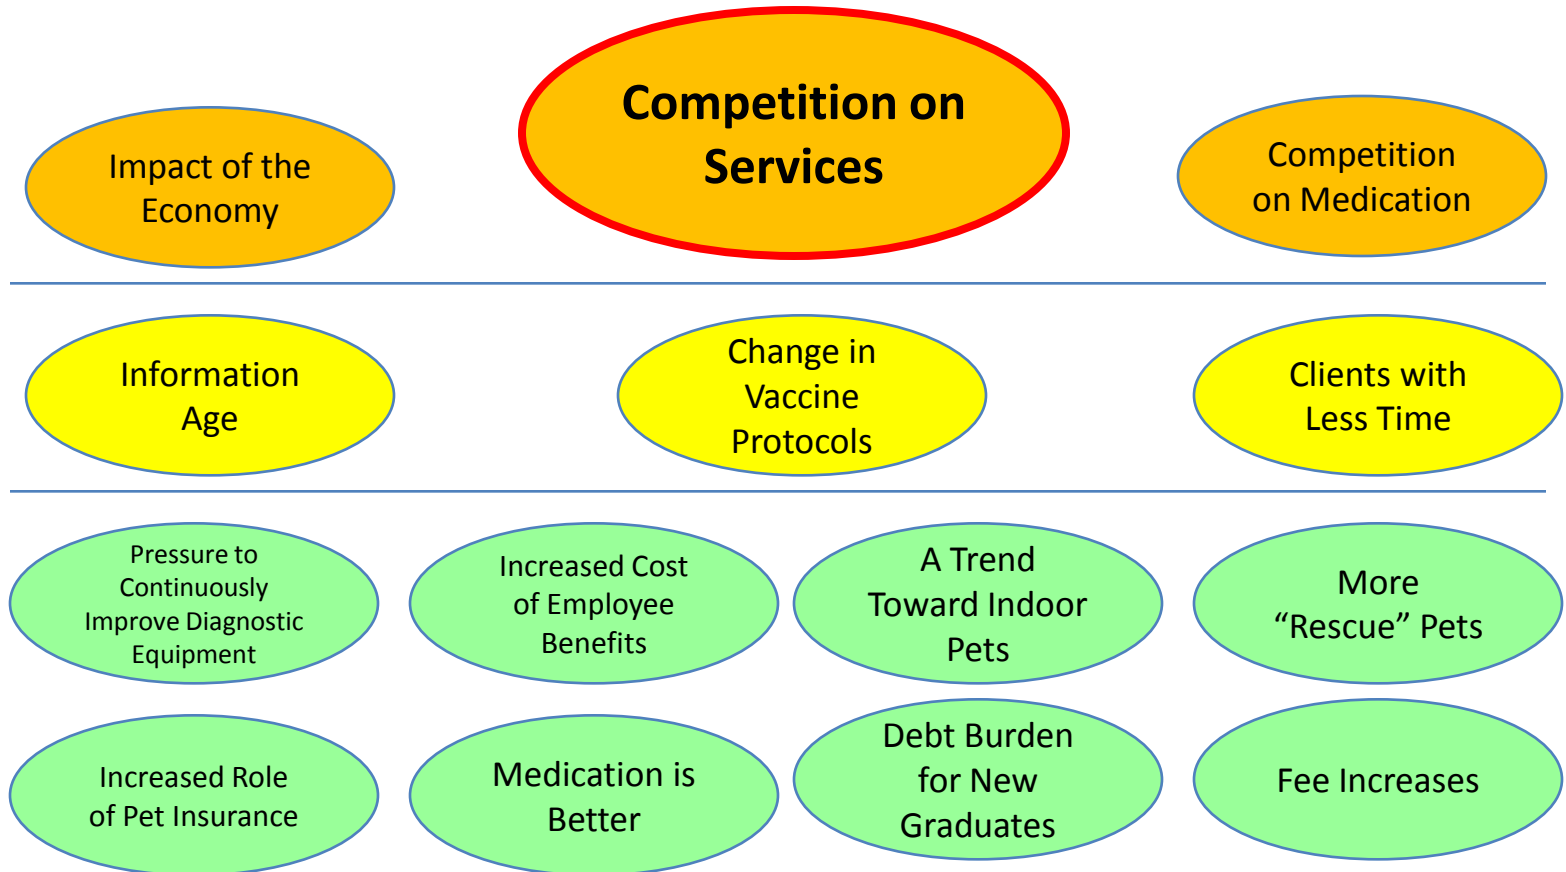 Competition on
Services
Impact of the
Economy
Competition
on Medication
Information
Age
Change in
Vaccine
Protocols
Clients with
Less Time
Pressure to
Continuously
Improve Diagnostic
Equipment
Increased Cost
of Employee
Benefits
A Trend
Toward Indoor
Pets
More
“Rescue” Pets
Increased Role
of Pet Insurance
Medication is
Better
Debt Burden
for New
Graduates
Fee Increases